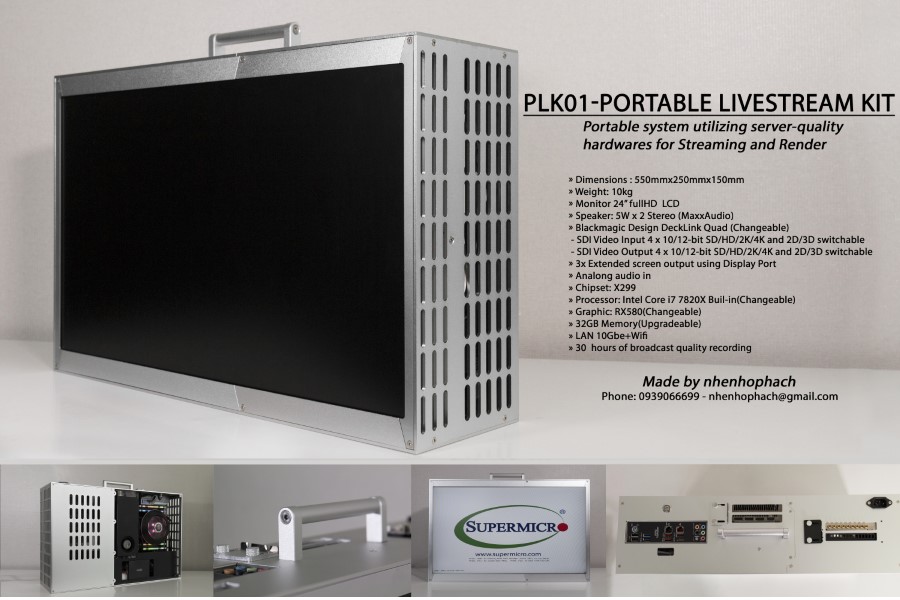 PLK01-PORTABLE LIVESTREAM KIT
Portable system utilizing server-quality
hardwares for Streaming and Render
» Dimensions : 550mmx250mmx150mm
» Weight: 10kg
» Monitor 24" fullHD LCD
» Speaker: 5W x 2 Stereo (MaxxAudio)
» Blackmagic Design DeckLink Quad (Changeable)
- SDI Video Input 4 x 10/12-bit SD/HD/2K/4K and 2D/3D switchable
- SDI Video Output 4 x 10/12-bit SD/HD/2K/4K and 2D/3D switchable
» 3x Extended screen output using Display Port
» Analong audio in
» Chipset: X299
» Processor: Intel Core i7 7820X Buil-in(Changeable)
» Graphic: RX580(Changeable)
» 32GB Memory(Upgradeable)
» LAN 10Gbe+Wifi
» 30 hours of broadcast quality recording
Made by nhenhophach
Phone: 0939066699 - nhenhophach@gmail.com
SUPERMICRO®
www.supermicro.com